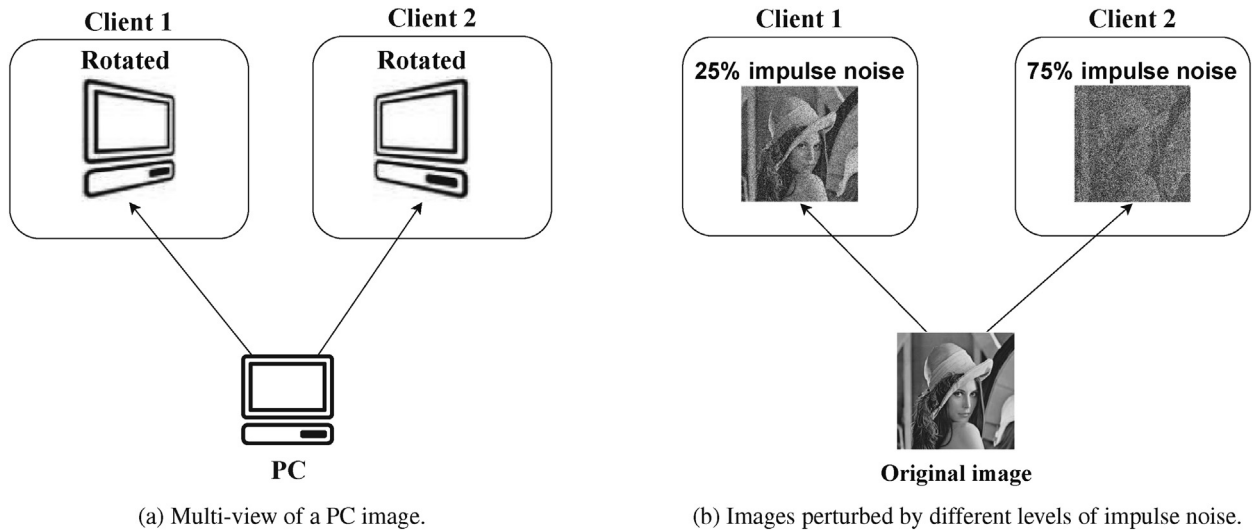 Client 1
Client 2
Rotated
Rotated
PC
(a) Multi-view of a PC image.
Client 1
Client 2
25% impulse noise
75% impulse noise
Original image
(b) Images perturbed by different levels of impulse noise.